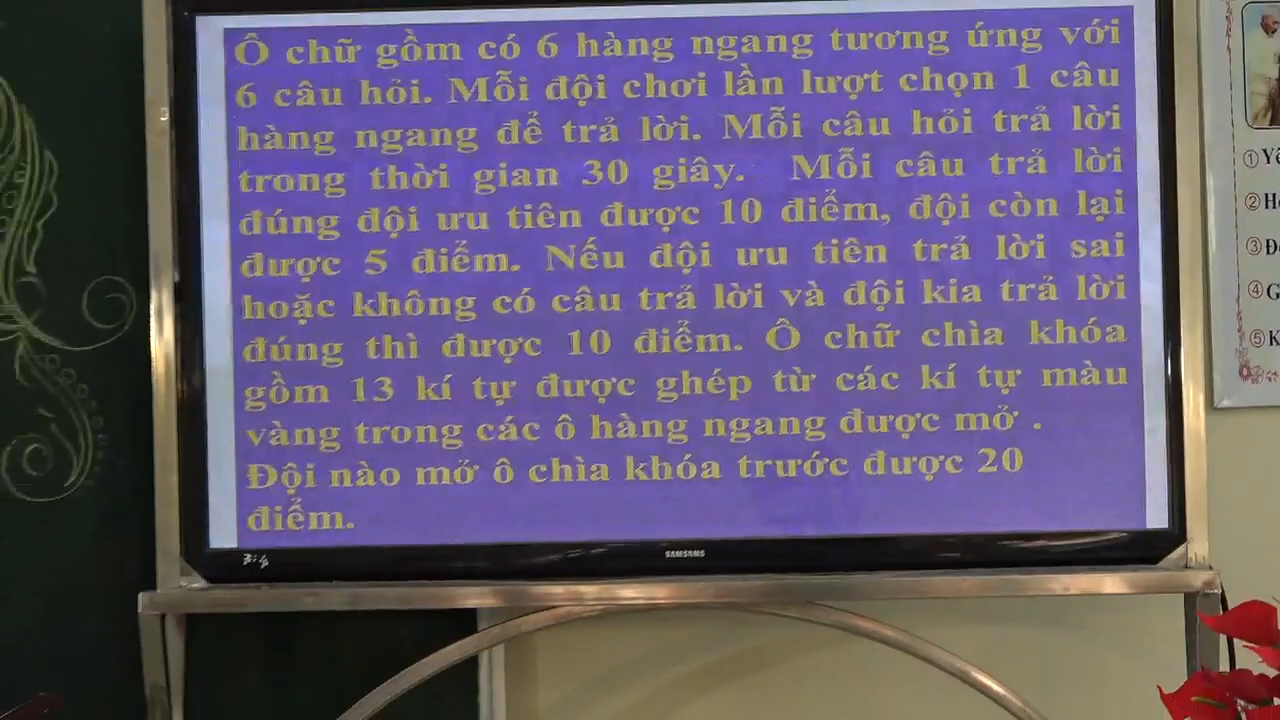 Ô chữ gồm có 6 hàng ngang tương ứng với
6 câu hỏi. Mỗi đội chơi lần lượt chọn 1 câu
hàng ngang để trả lời. Mỗi câu hỏi trả lời
trong thời gian 30 giây. Mỗi câu trả lời
đúng đội ưu tiên được 10 điểm, đội còn lại
được 5 điểm. Nếu đội ưu tiên trả lời sai
hoặc không có câu trả lời và đội kia trả lời
đúng thì được 10 điểm. Ô chữ chìa khóa
gồm 13 kí tự được ghép từ các kí tự màu
vàng trong các ô hàng ngang được mở .
Đội nào mở ô chìa khóa trước được 20
điểm.
SAMSUNG
①
②
③
④
⑤